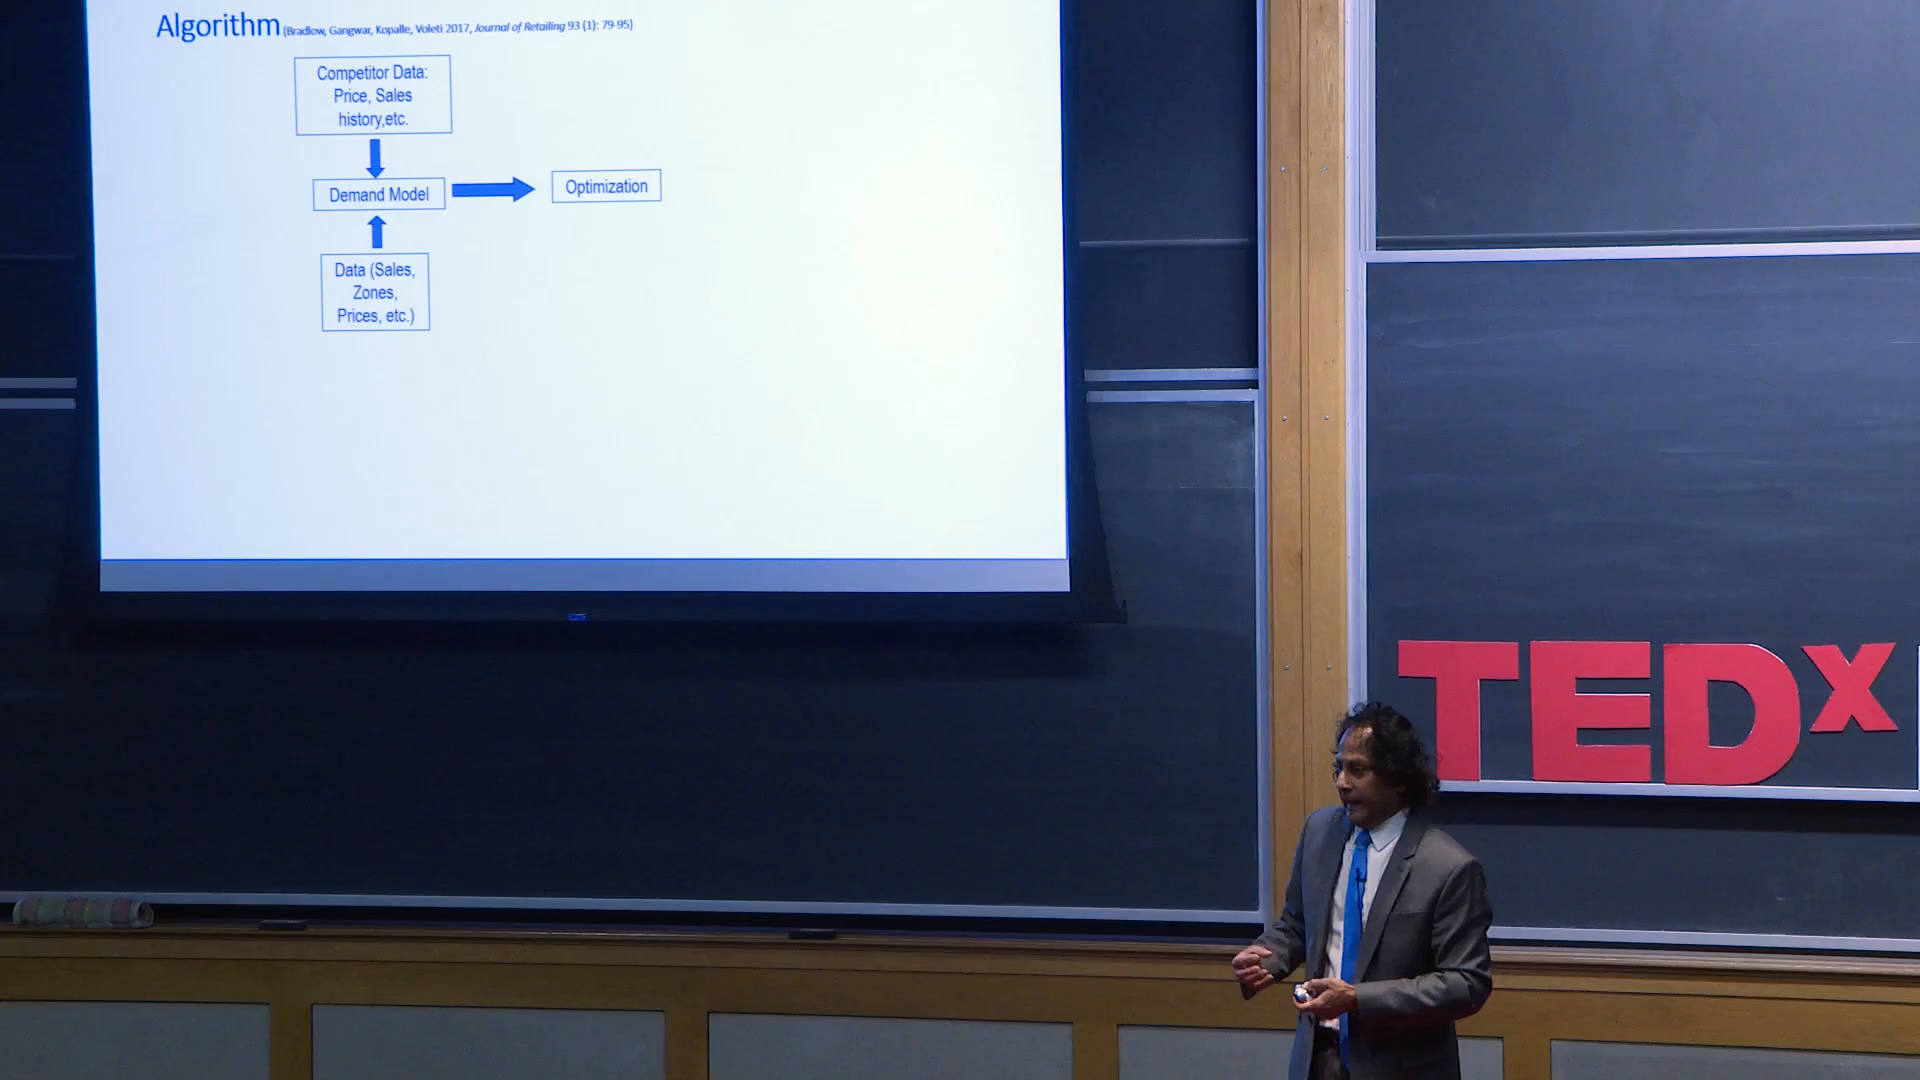 Algorithm (Bradlow, Gangwar, Kopalle, Voleti 2017, Journal of Retailing 93 (1): 79-95)
Competitor Data:
Price, Sales
history,etc.
Demand Model
Optimization
Data (Sales,
Zones,
Prices, etc.)
TEDx